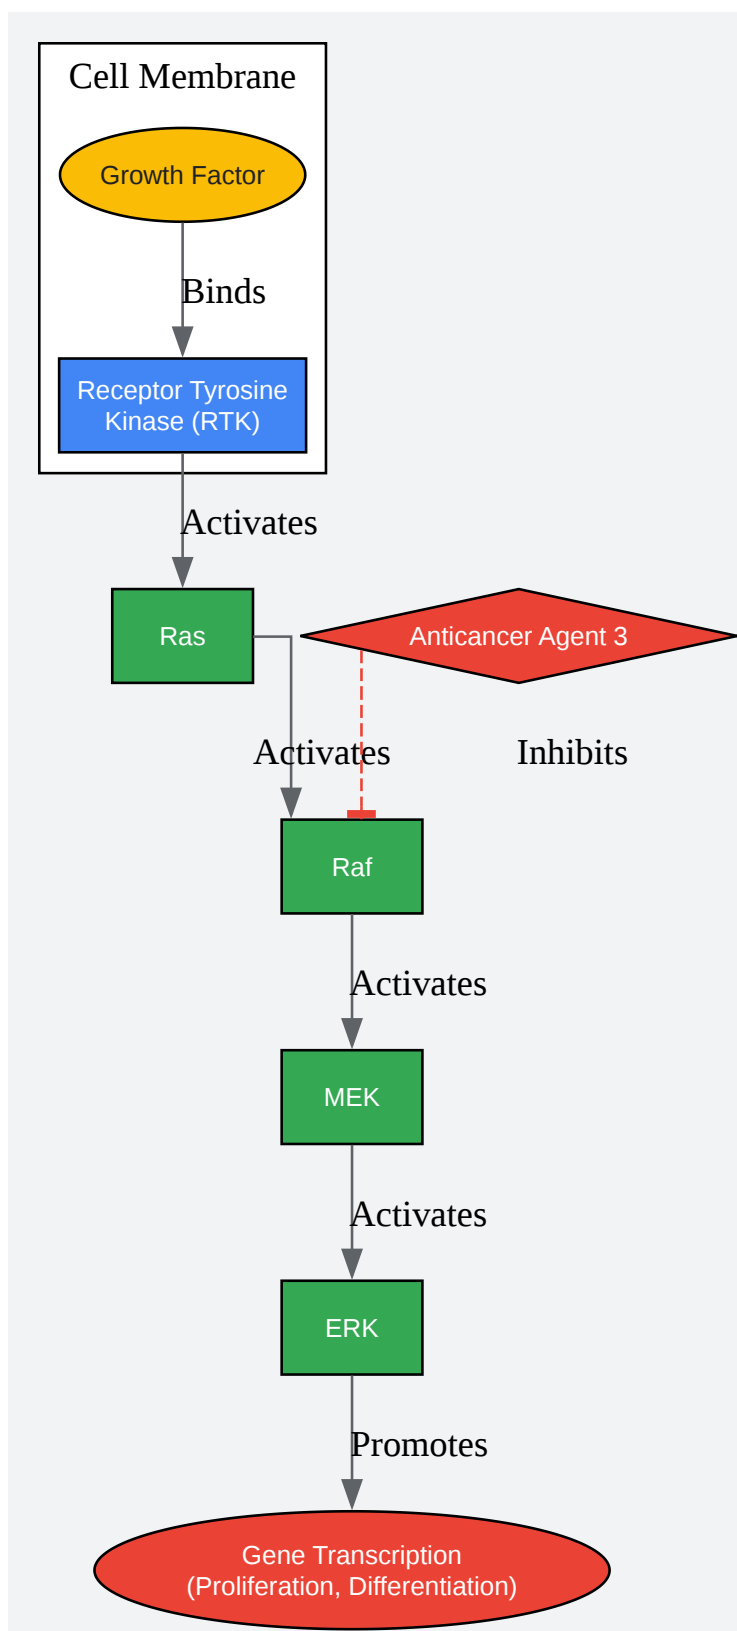 Cell Membrane
Growth Factor
Binds
Receptor Tyrosine
Kinase (RTK)
Activates
Ras
Anticancer Agent 3
Activates
Inhibits
Raf
Activates
MEK
Activates
ERK
Promotes
Gene Transcription
(Proliferation, Differentiation)